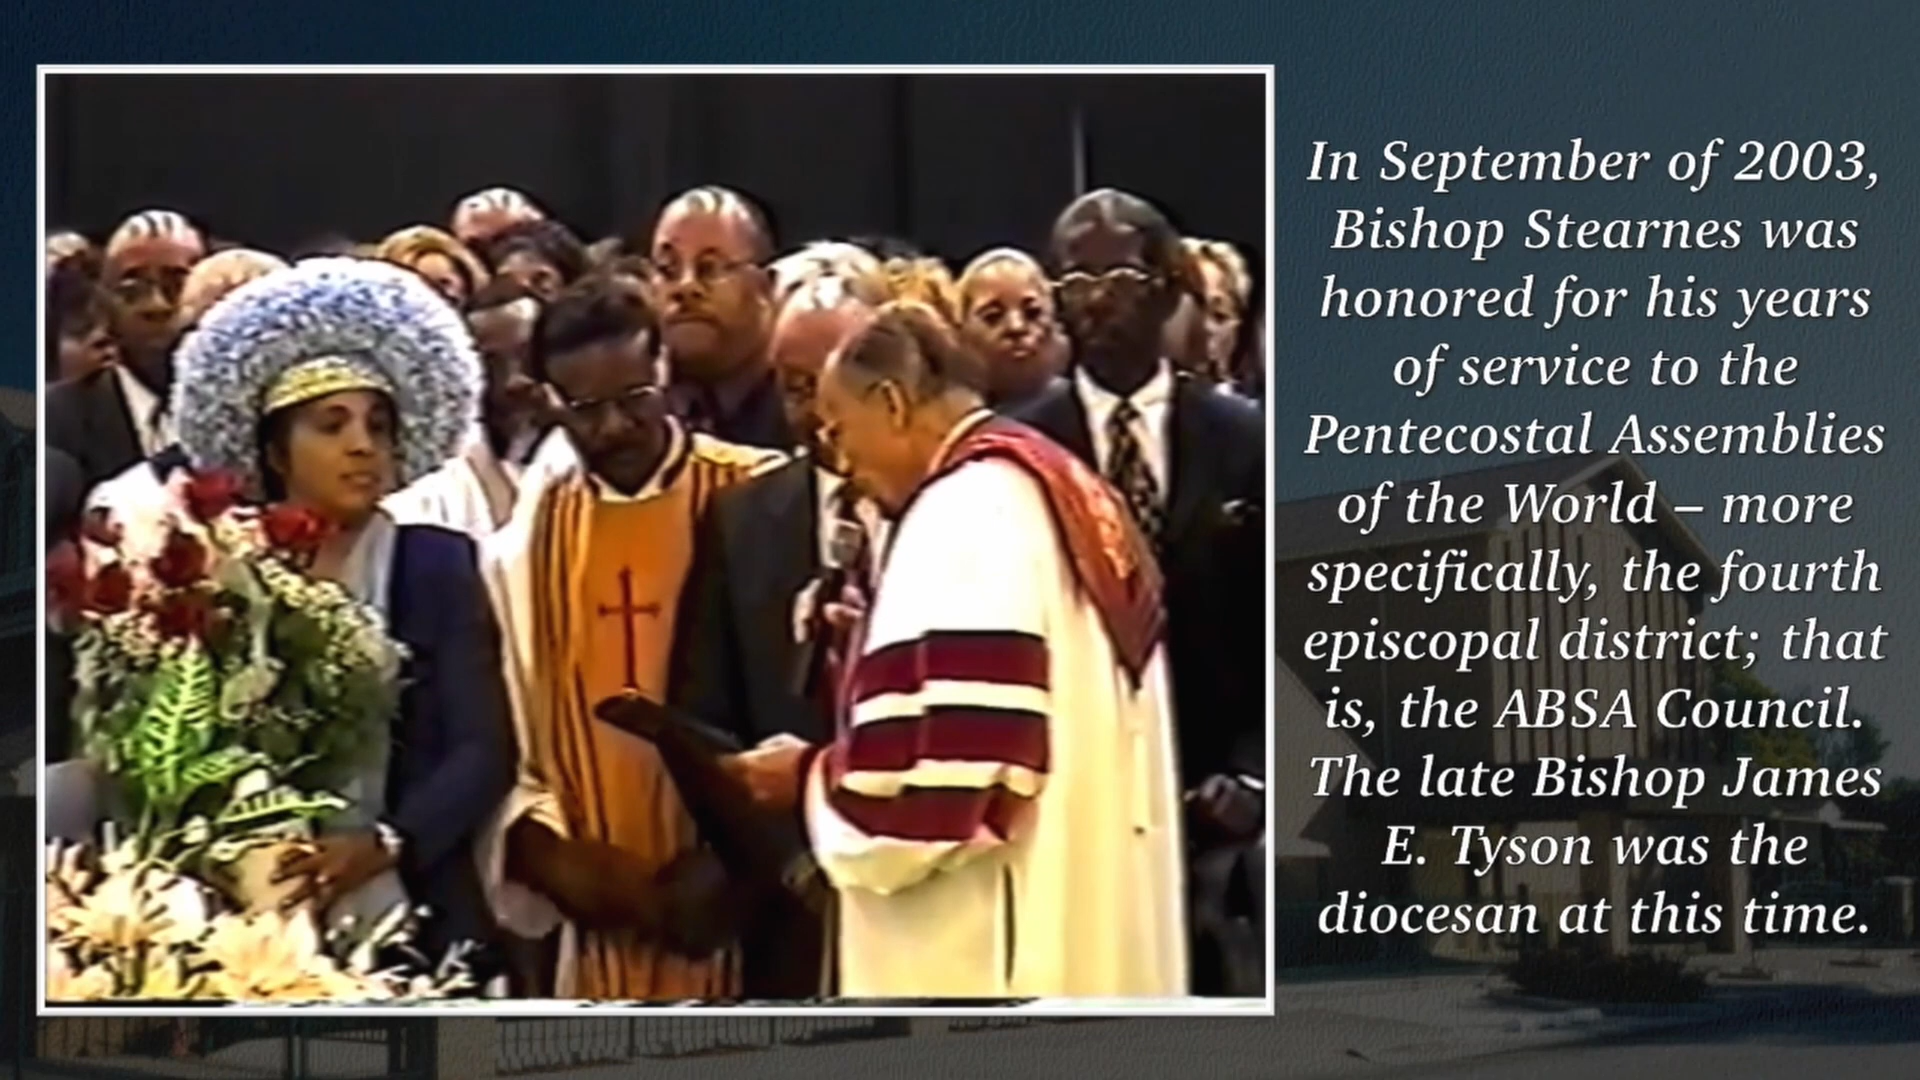 In September of 2003,
Bishop Stearnes was
honored for his years
of service to the
Pentecostal Assemblies
of the World – more
specifically, the fourth
episcopal district; that
is, the ABSA Council.
The late Bishop James
E. Tyson was the
diocesan at this time.